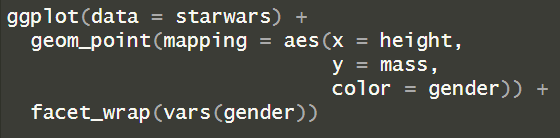 ggplot(data = starwars) +
  geom_point(mapping = aes(x = height,
                           y = mass,
                           color = gender)) +
  facet_wrap(vars(gender))